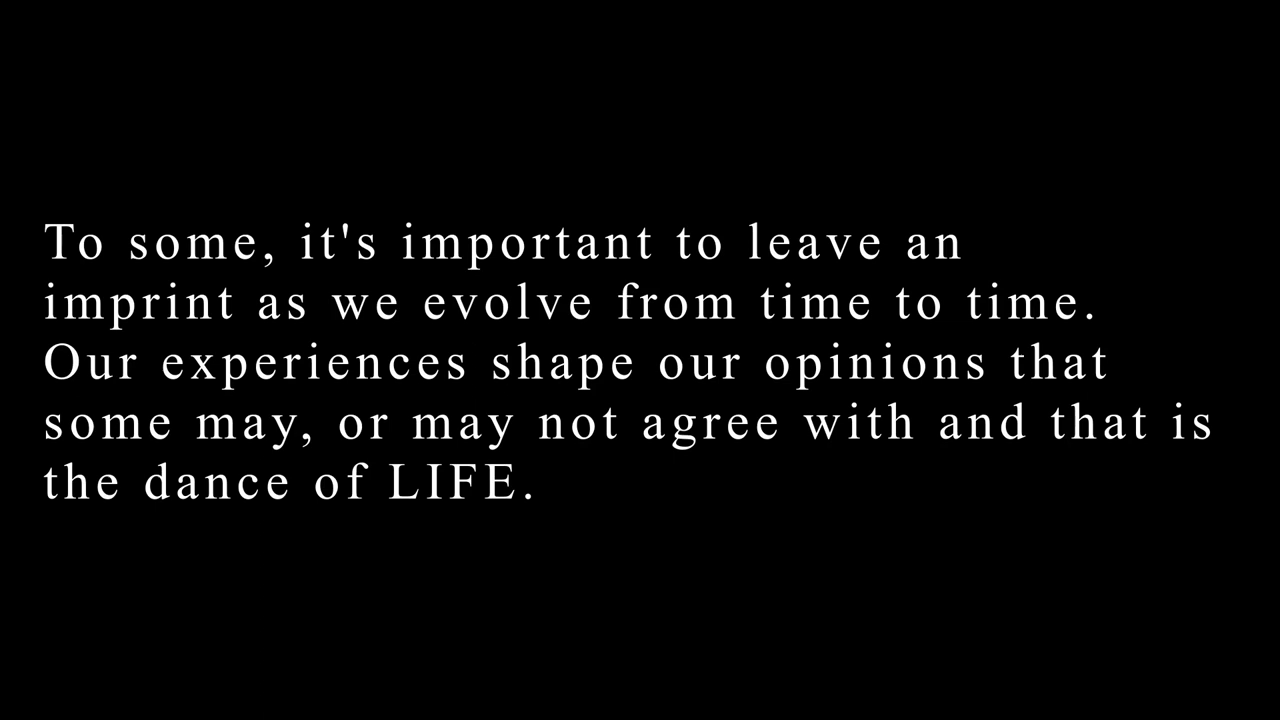 To some, it's important to leave an
imprint as we evolve from time to time.
Our experiences shape our opinions that
some may, or may not agree with and that is
the dance of LIFE.